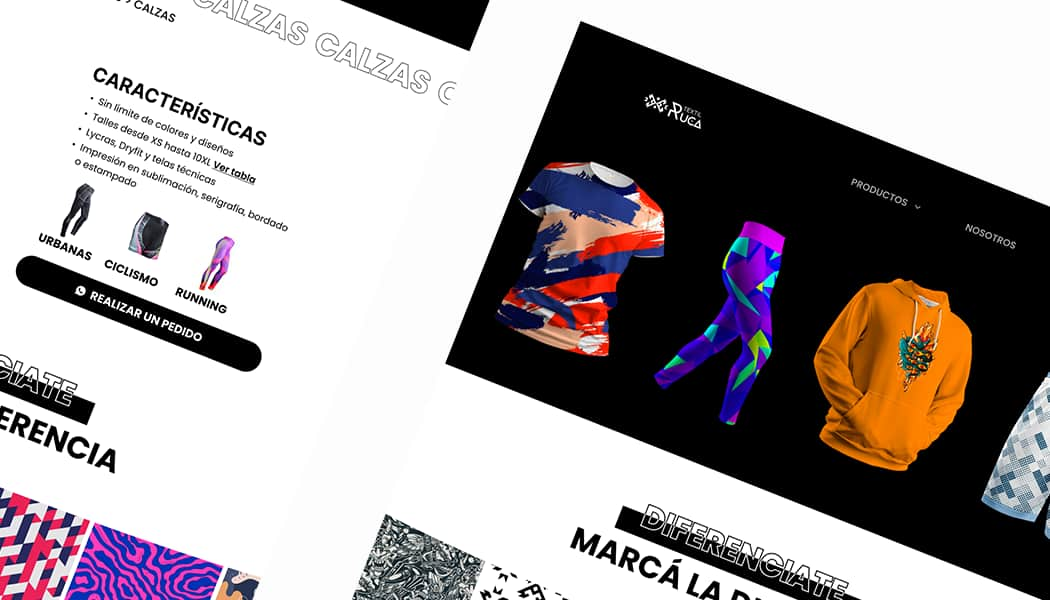 CALZAS
CALZAS CALZAS
CARACTERÍSTICAS
• Sin limite de colores y diseños
• Talles desde XS hasta 10XL Ver tabla
• Lycras, Dryfit y telas técnicas
• Impresión en sublimación, serigrafía, bordado
o estampado
URBANAS
CICLISMO
RUNNING
REALIZAR UN PEDIDO
CIATE
ERENCIA
TEXTIL
RUCA
PRODUCTOS
NOSOTROS
DIFERENCIATE
MARCÁ LA